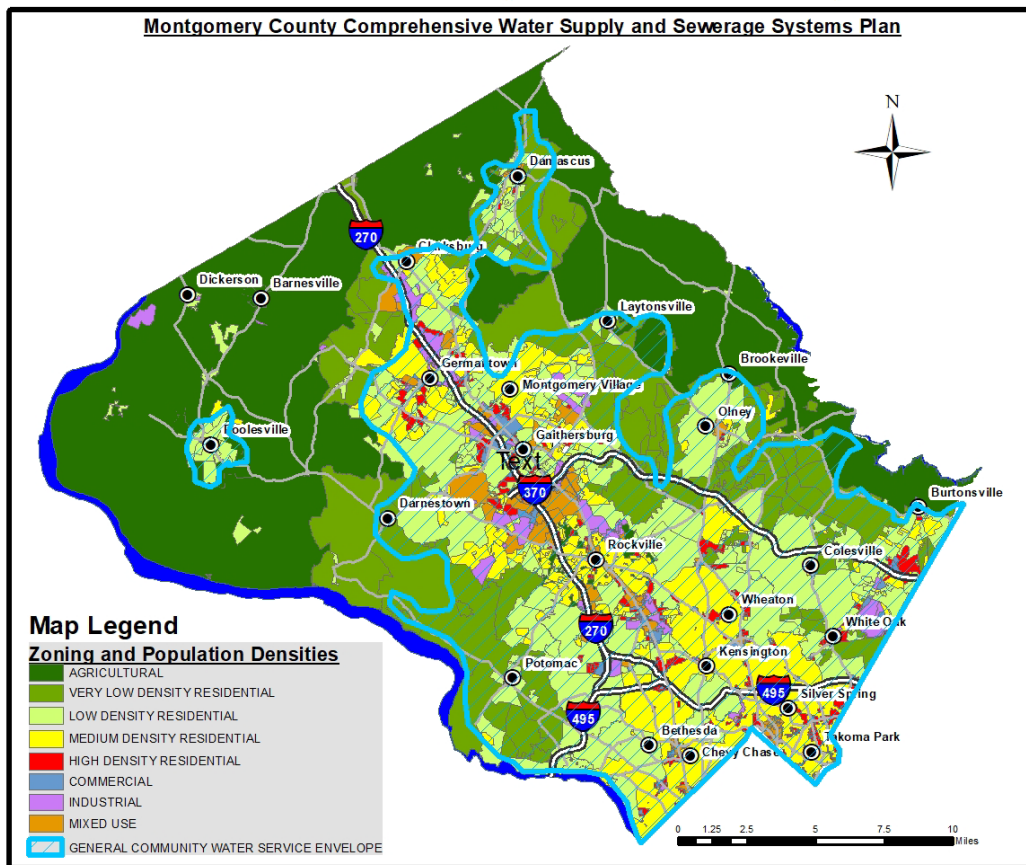 Montgomery County Comprehensive Water Supply and Sewerage Systems Plan
N
Damascus
270
Clarksburg
Dickerson
Barnesville
Laytonsville
Brookeville
Germantown
Montgomery Village
Olney
Poolesville
Gaithersburg
Text
370
Darnestown
Burtonsville
Rockville
Colesville
Wheaton
270
White Oak
Kensington
Potomac
495
Silver Spring
495
Bethesda
Takoma Park
Chevy Chase
Map Legend
Zoning and Population Densities
AGRICULTURAL
VERY LOW DENSITY RESIDENTIAL
LOW DENSITY RESIDENTIAL
MEDIUM DENSITY RESIDENTIAL
HIGH DENSITY RESIDENTIAL
COMMERCIAL
INDUSTRIAL
MIXED USE
GENERAL COMMUNITY WATER SERVICE ENVELOPE
0 1.25 2.5 5 7.5 10
Miles